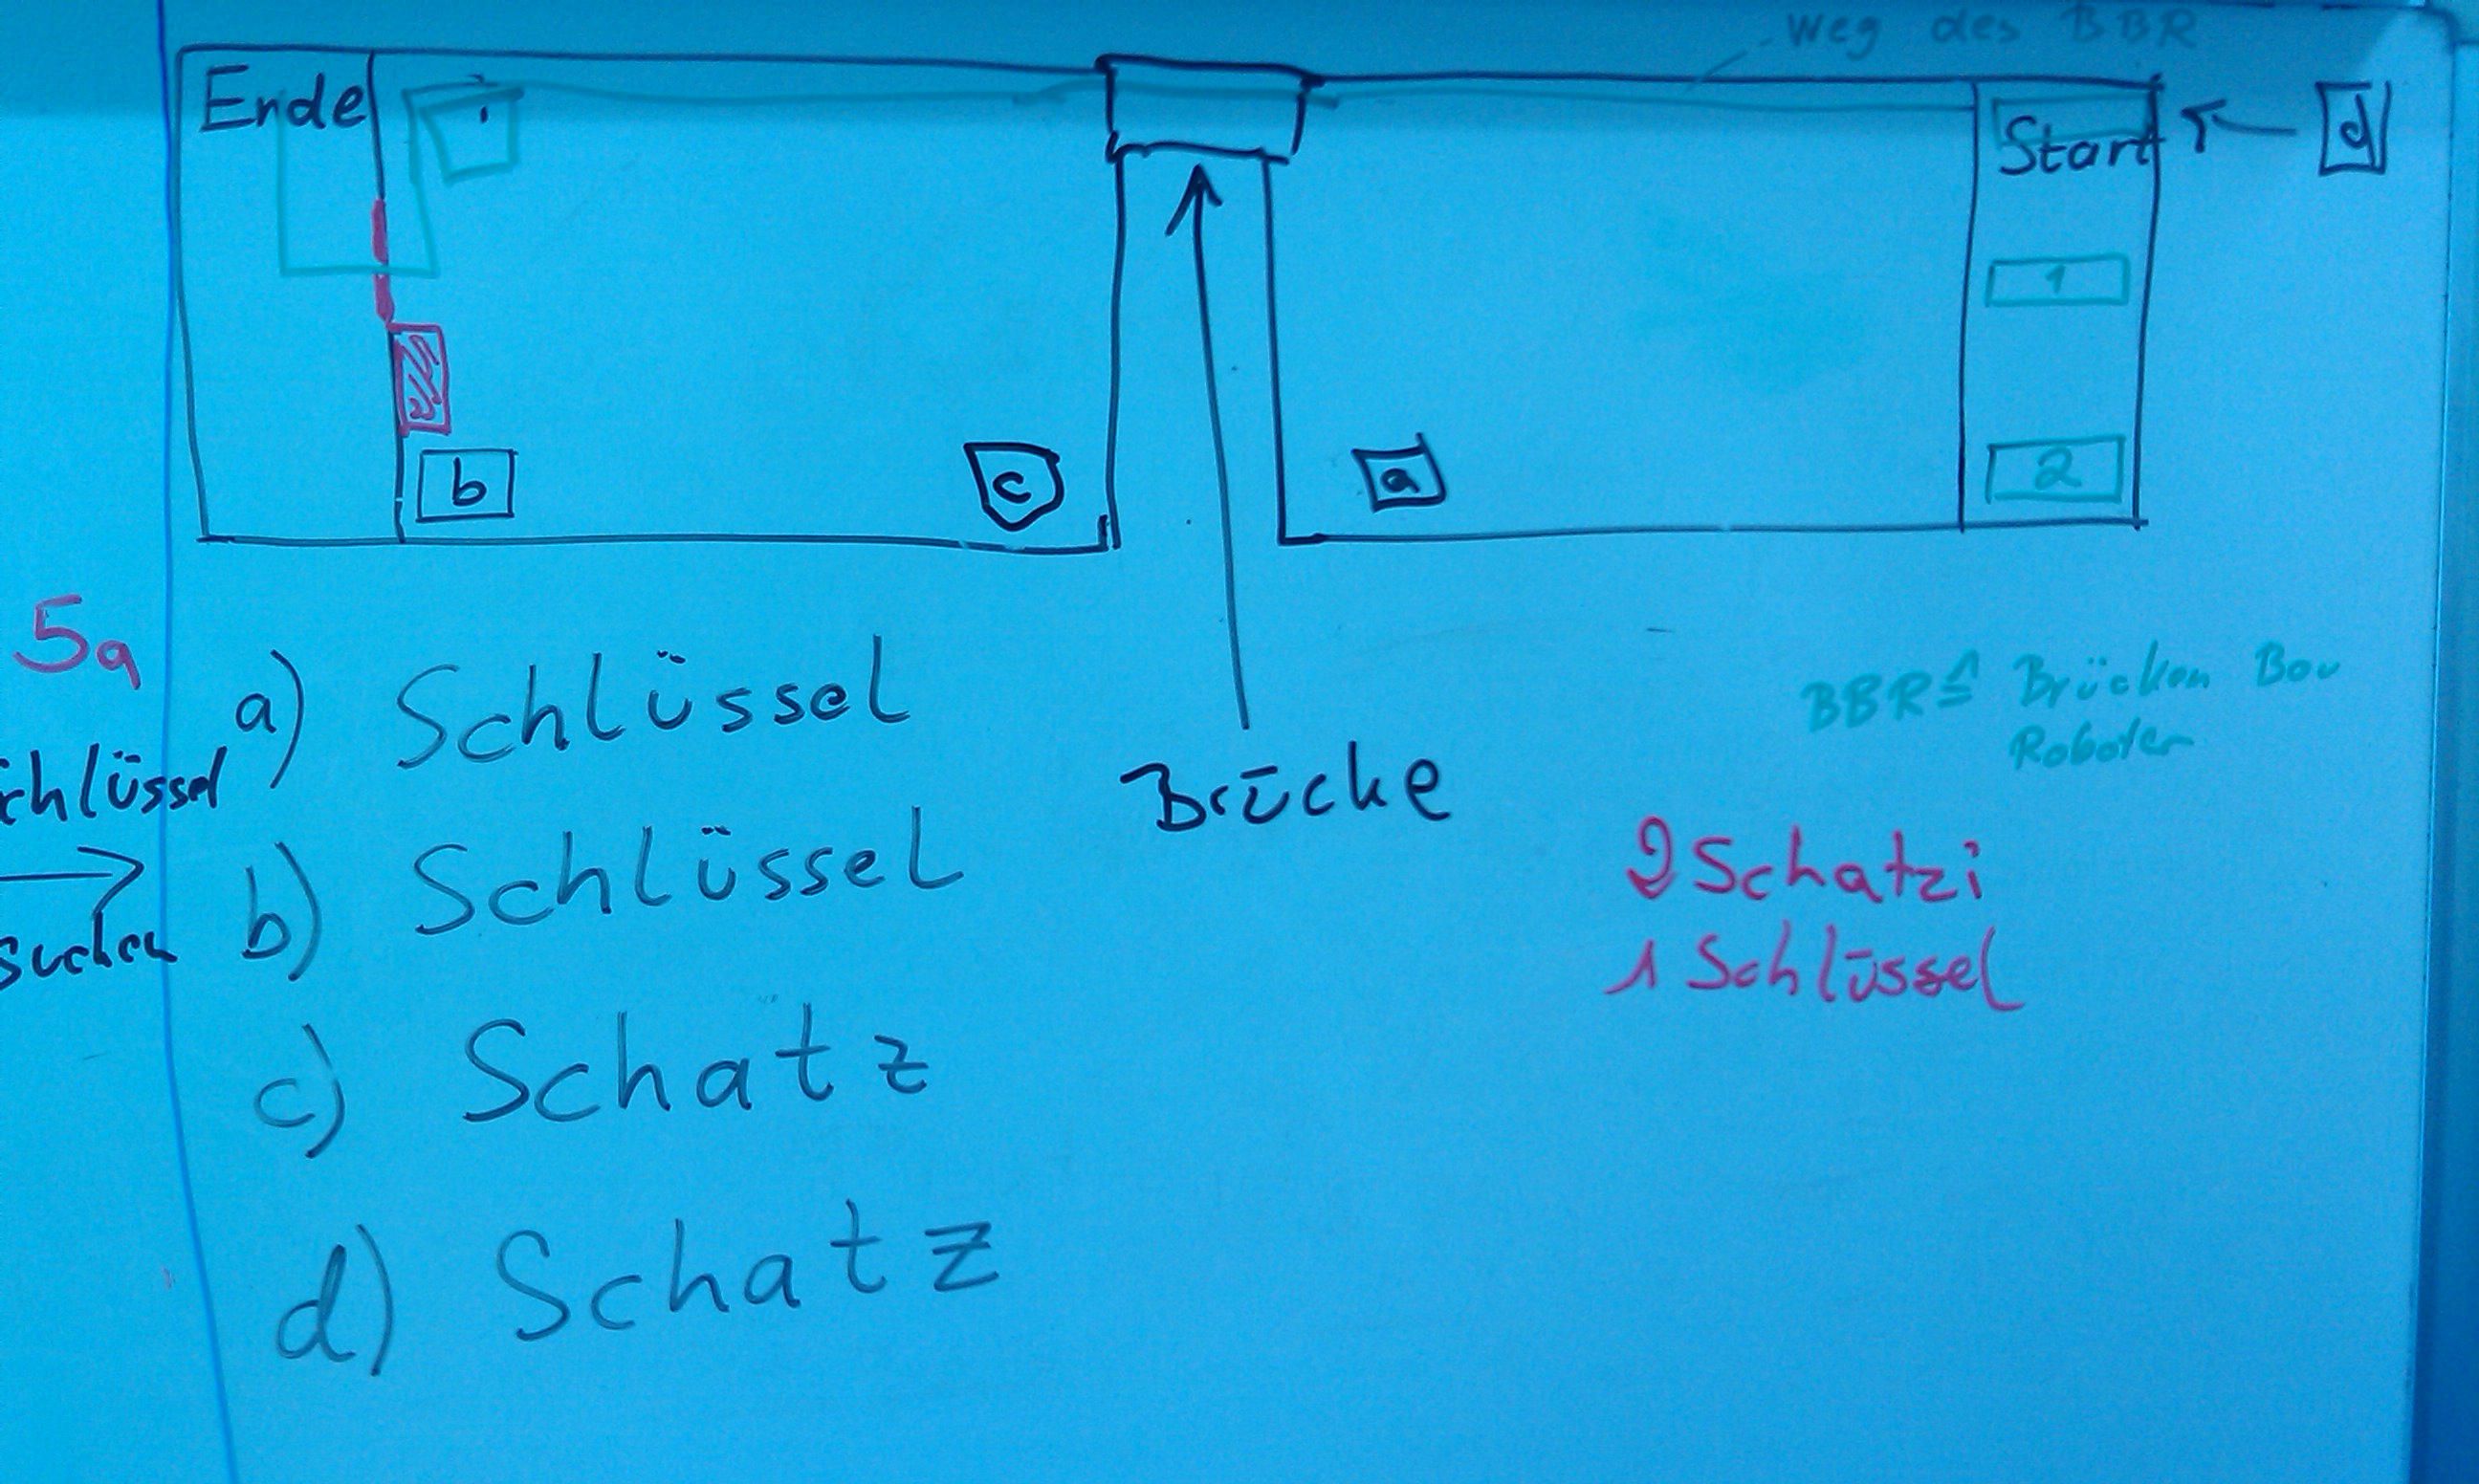 Weg des BBR
Ende
Start
d
1
2
b
c
a
5a
a) Schlüssel
chlüssel
suchen
b) Schlüssel
c) Schatz
d) Schatz
Brücke
BBR ≙ Brücken Bau
Roboter
2 Schatzi
1 Schlüssel